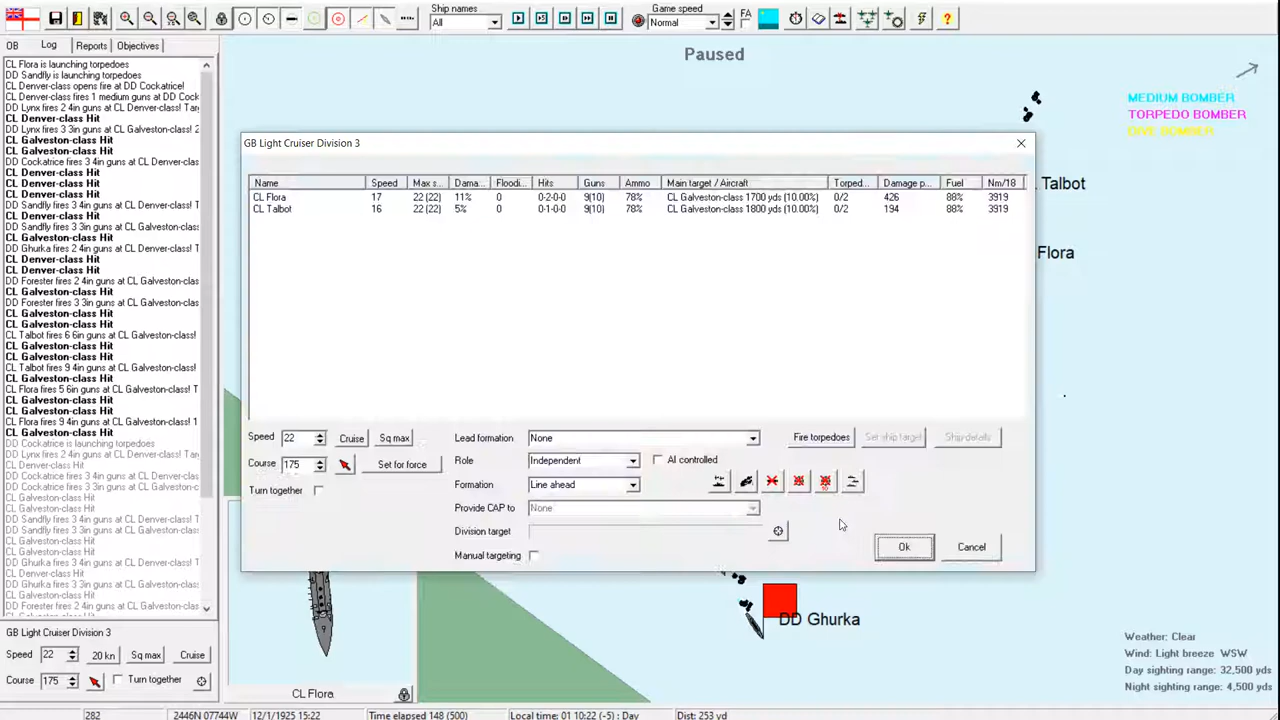 Ship names
All
Game speed
Normal
FA
OB
Log
Reports
Objectives
CL Flora is launching torpedoes
DD Sandfly is launching torpedoes
CL Denver-class opens fire at DD Cockatrice!
CL Denver-class fires 1 medium guns at DD Cock
DD Lynx fires 2 4in guns at CL Denver-class! Tar
CL Denver-class Hit
DD Lynx fires 3 3in guns at CL Galveston-class! 2
CL Galveston-class Hit
DD Cockatrice fires 3 4in guns at CL Denver-clas
CL Denver-class Hit
CL Denver-class Hit
CL Galveston-class Hit
CL Galveston-class Hit
CL Denver-class Hit
CL Galveston-class Hit
DD Sandfly fires 3 3in guns at CL Galveston-class
CL Galveston-class Hit
DD Ghurka fires 2 4in guns at CL Denver-class! T
CL Denver-class Hit
CL Denver-class Hit
DD Forester fires 2 4in guns at CL Galveston-clas
CL Galveston-class Hit
DD Forester fires 3 3in guns at CL Galveston-clas
CL Galveston-class Hit
CL Galveston-class Hit
CL Talbot fires 6 6in guns at CL Galveston-class!
CL Galveston-class Hit
CL Galveston-class Hit
CL Talbot fires 9 4in guns at CL Galveston-class!
CL Galveston-class Hit
CL Flora fires 5 6in guns at CL Galveston-class! T
CL Galveston-class Hit
CL Galveston-class Hit
CL Flora fires 9 4in guns at CL Galveston-class! 1
CL Galveston-class Hit
DD Cockatrice is launching torpedoes
DD Lynx fires 2 4in guns at CL Galveston-class!
CL Denver-class Hit
DD Cockatrice fires 3 4in guns at CL Denver-clas
DD Cockatrice fires 3 3in guns at CL Denver-clas
CL Galveston-class Hit
DD Sandfly fires 3 4in guns at CL Galveston-class
CL Galveston-class Hit
CL Galveston-class Hit
DD Ghurka fires 3 4in guns at CL Denver-class! T
CL Denver-class Hit
DD Ghurka fires 3 3in guns at CL Galveston-class
CL Galveston-class Hit
DD Forester fires 2 4in guns at CL Galveston-clas
GB Light Cruiser Division 3
Speed
22
20 kn
Sq max
Cruise
Course
175
Turn together
Paused
MEDIUM BOMBER
TORPEDO BOMBER
DIVE BOMBER
Talbot
Flora
GB Light Cruiser Division 3
Name Speed Max s... Dama... Floodi... Hits Guns Ammo Main target / Aircraft Torped... Damage p... Fuel Nm/18
CL Flora 17 22 (22) 11% 0 0-2-0-0 9(10) 78% CL Galveston-class 1700 yds (10.00%) 0/2 426 88% 3919
CL Talbot 16 22 (22) 5% 0 0-1-0-0 9(10) 78% CL Galveston-class 1800 yds (10.00%) 0/2 194 88% 3919
Speed
22
Cruise
Sq max
Course
175
Set for force
Turn together
Lead formation
None
Role
Independent
AI controlled
Formation
Line ahead
Provide CAP to
None
Division target
Manual targeting
Fire torpedoes
Set ship target
Ship details
10
Ok
Cancel
DD Ghurka
CL Flora
Weather: Clear
Wind: Light breeze WSW
Day sighting range: 32,500 yds
Night sighting range: 4,500 yds
282
2446N 07744W
12/1/1925 15:22
Time elapsed 148 (500)
Local time: 01 10:22 (-5) : Day
Dist: 253 yd